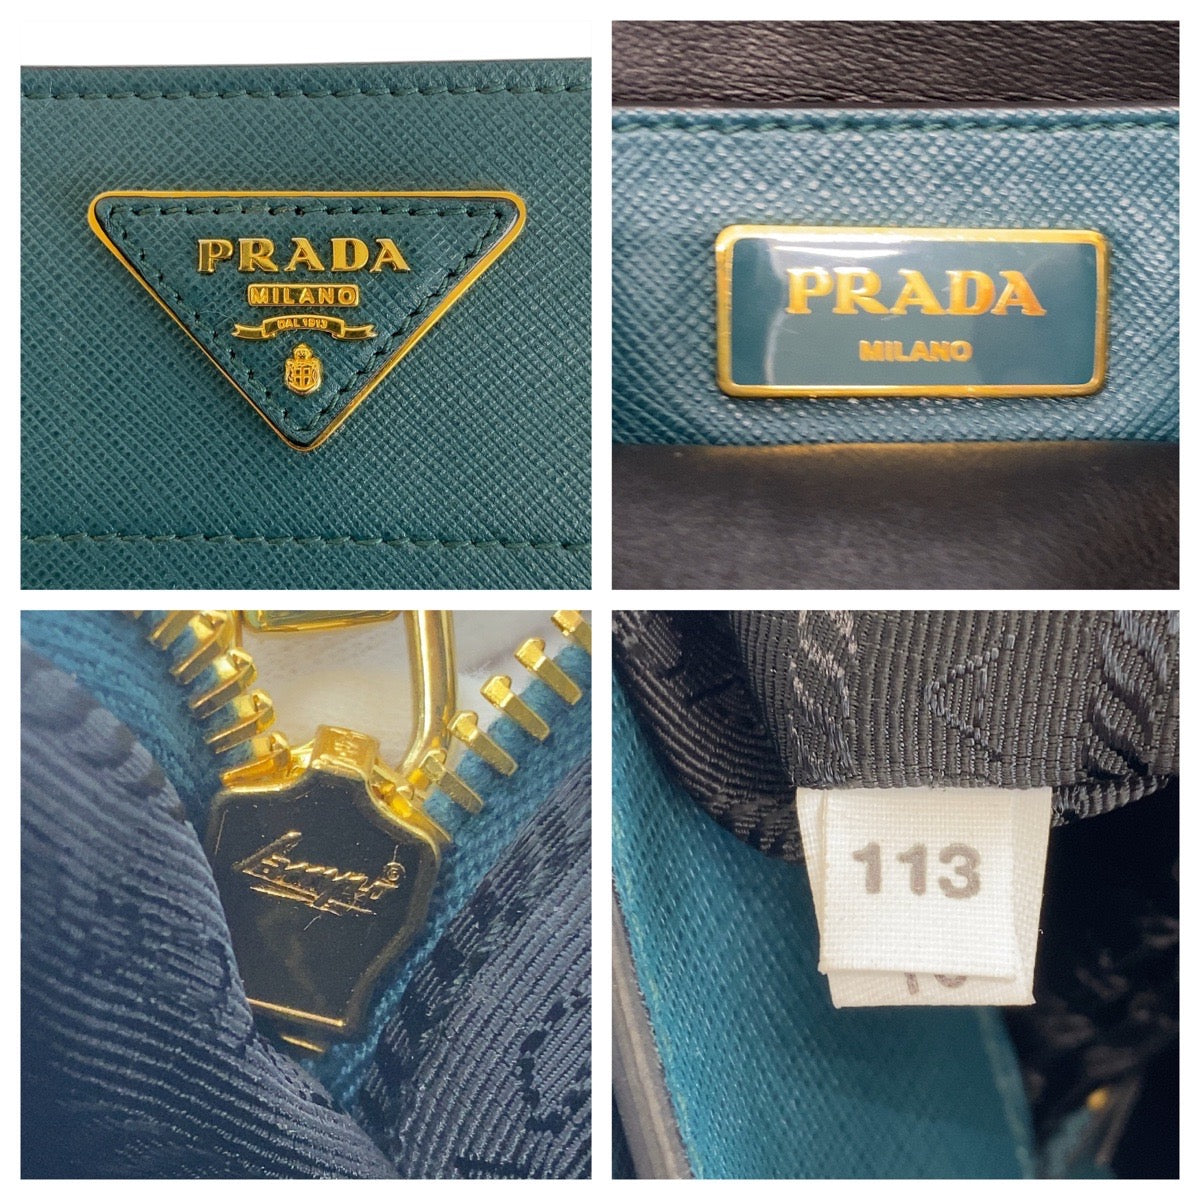 PRADA
MILANO
DAL 1913
PRADA
MILANO
Lampo ©
113